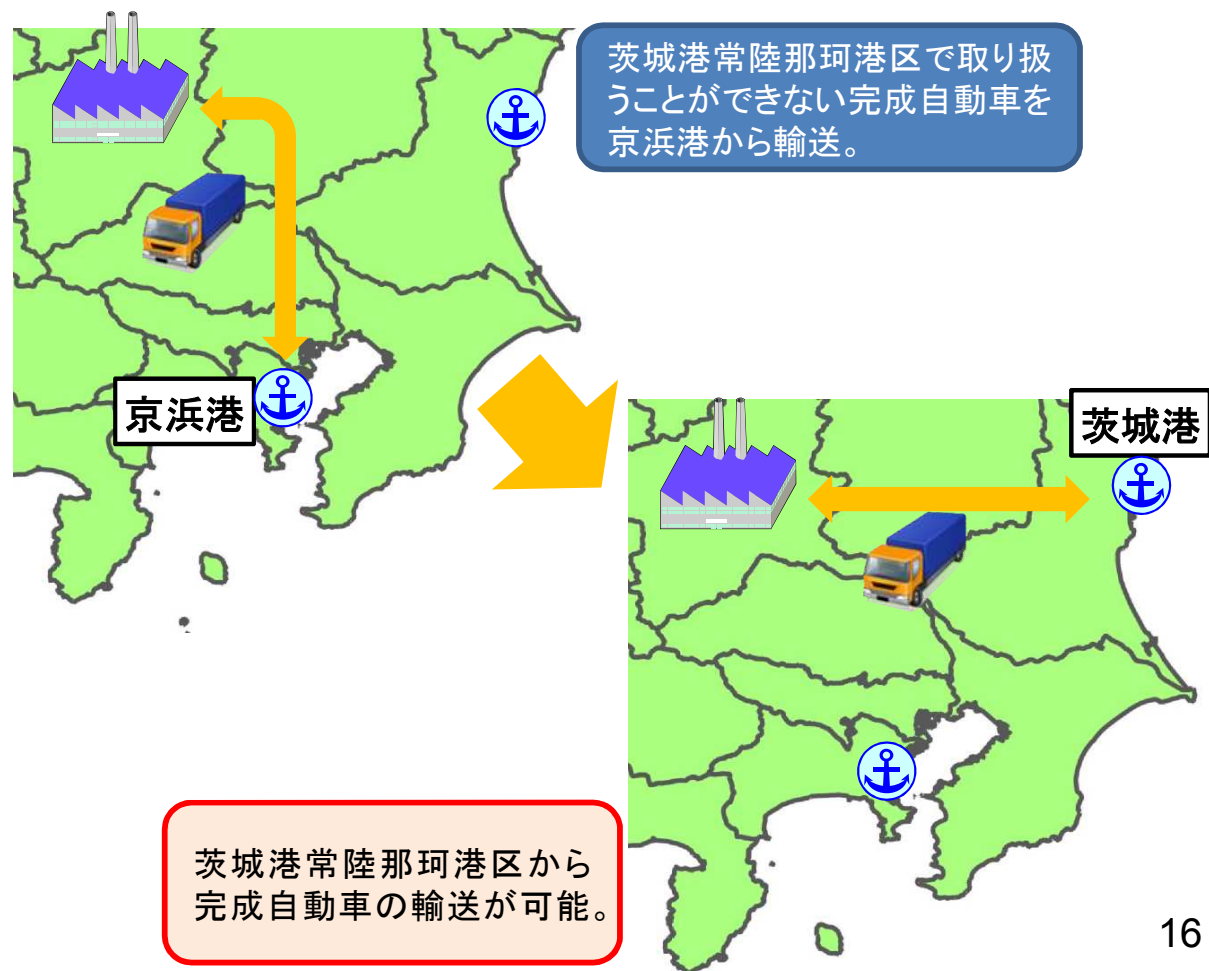 茨城港常陸那珂港区で取り扱
うことができない完成自動車を
京浜港から輸送。
京浜港
茨城港
茨城港常陸那珂港区から
完成自動車の輸送が可能。
16